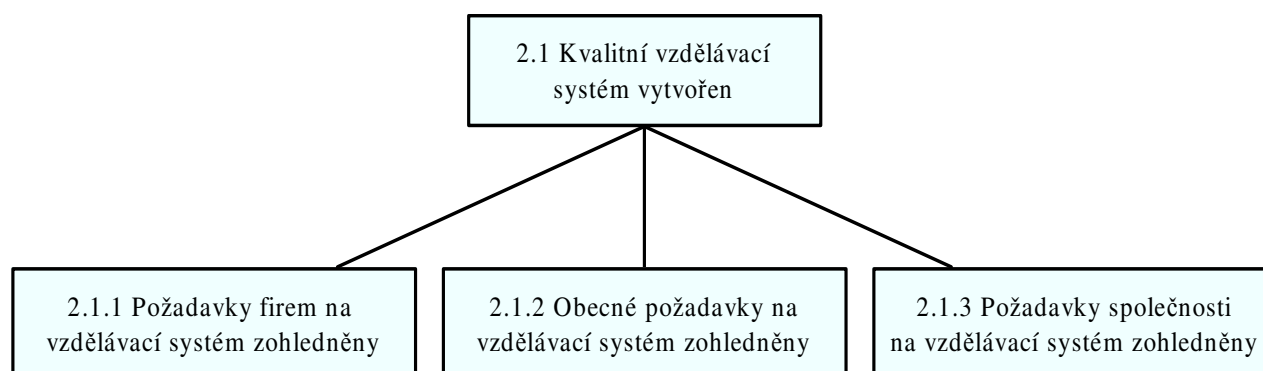 2.1 Kvalitní vzdělávací
systém vytvořen
2.1.1 Požadavky firem na
vzdělávací systém zohledněny
2.1.2 Obecné požadavky na
vzdělávací systém zohledněny
2.1.3 Požadavky společnosti
na vzdělávací systém zohledněny